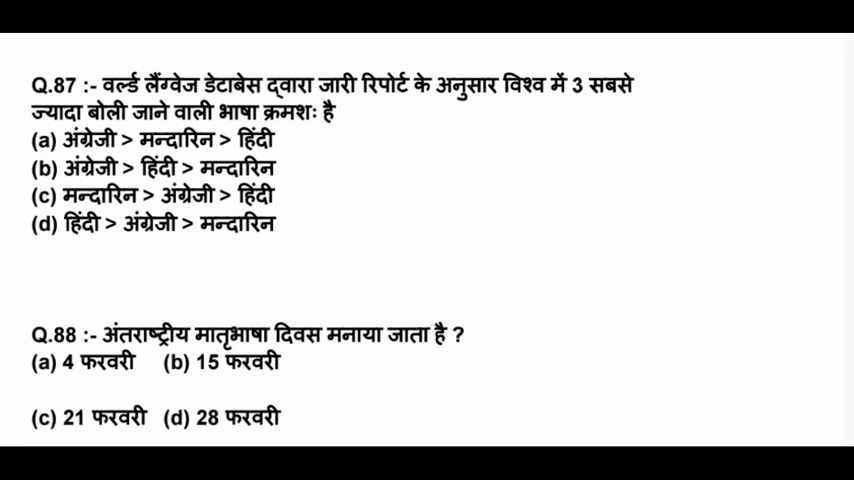 Q.87 :- वर्ल्ड लैंग्वेज डेटाबेस द्वारा जारी रिपोर्ट के अनुसार विश्व में 3 सबसे
ज्यादा बोली जाने वाली भाषा क्रमशः है
(a) अंग्रेजी > मन्दारिन > हिंदी
(b) अंग्रेजी > हिंदी > मन्दारिन
(c) मन्दारिन > अंग्रेजी > हिंदी
(d) हिंदी > अंग्रेजी > मन्दारिन
Q.88 :- अंतराष्ट्रीय मातृभाषा दिवस मनाया जाता है ?
(a) 4 फरवरी (b) 15 फरवरी
(c) 21 फरवरी (d) 28 फरवरी